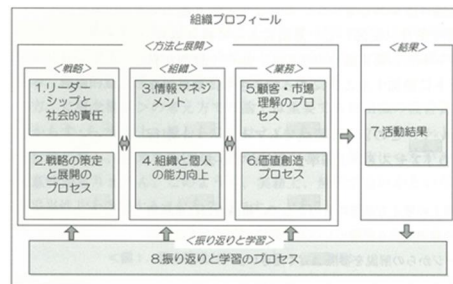 組織プロフィール
<方法と展開>
<結果>
<戦略>
<組織>
<業務>
1.リーダー
シップと
社会的責任
3.情報マネジ
メント
5.顧客・市場
理解のプロ
セス
2.戦略の策定
と展開の
プロセス
4.組織と個人
の能力向上
6.価値創造
プロセス
7.活動結果
<振り返りと学習>
8.振り返りと学習のプロセス